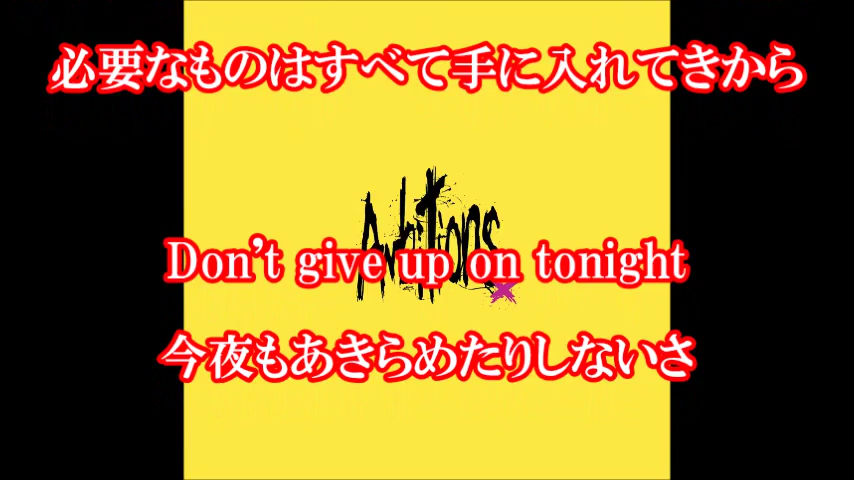 必要なものはすべて手に入れてきから
Ambitions
Don't give up on tonight
今夜もあきらめたりしないさ